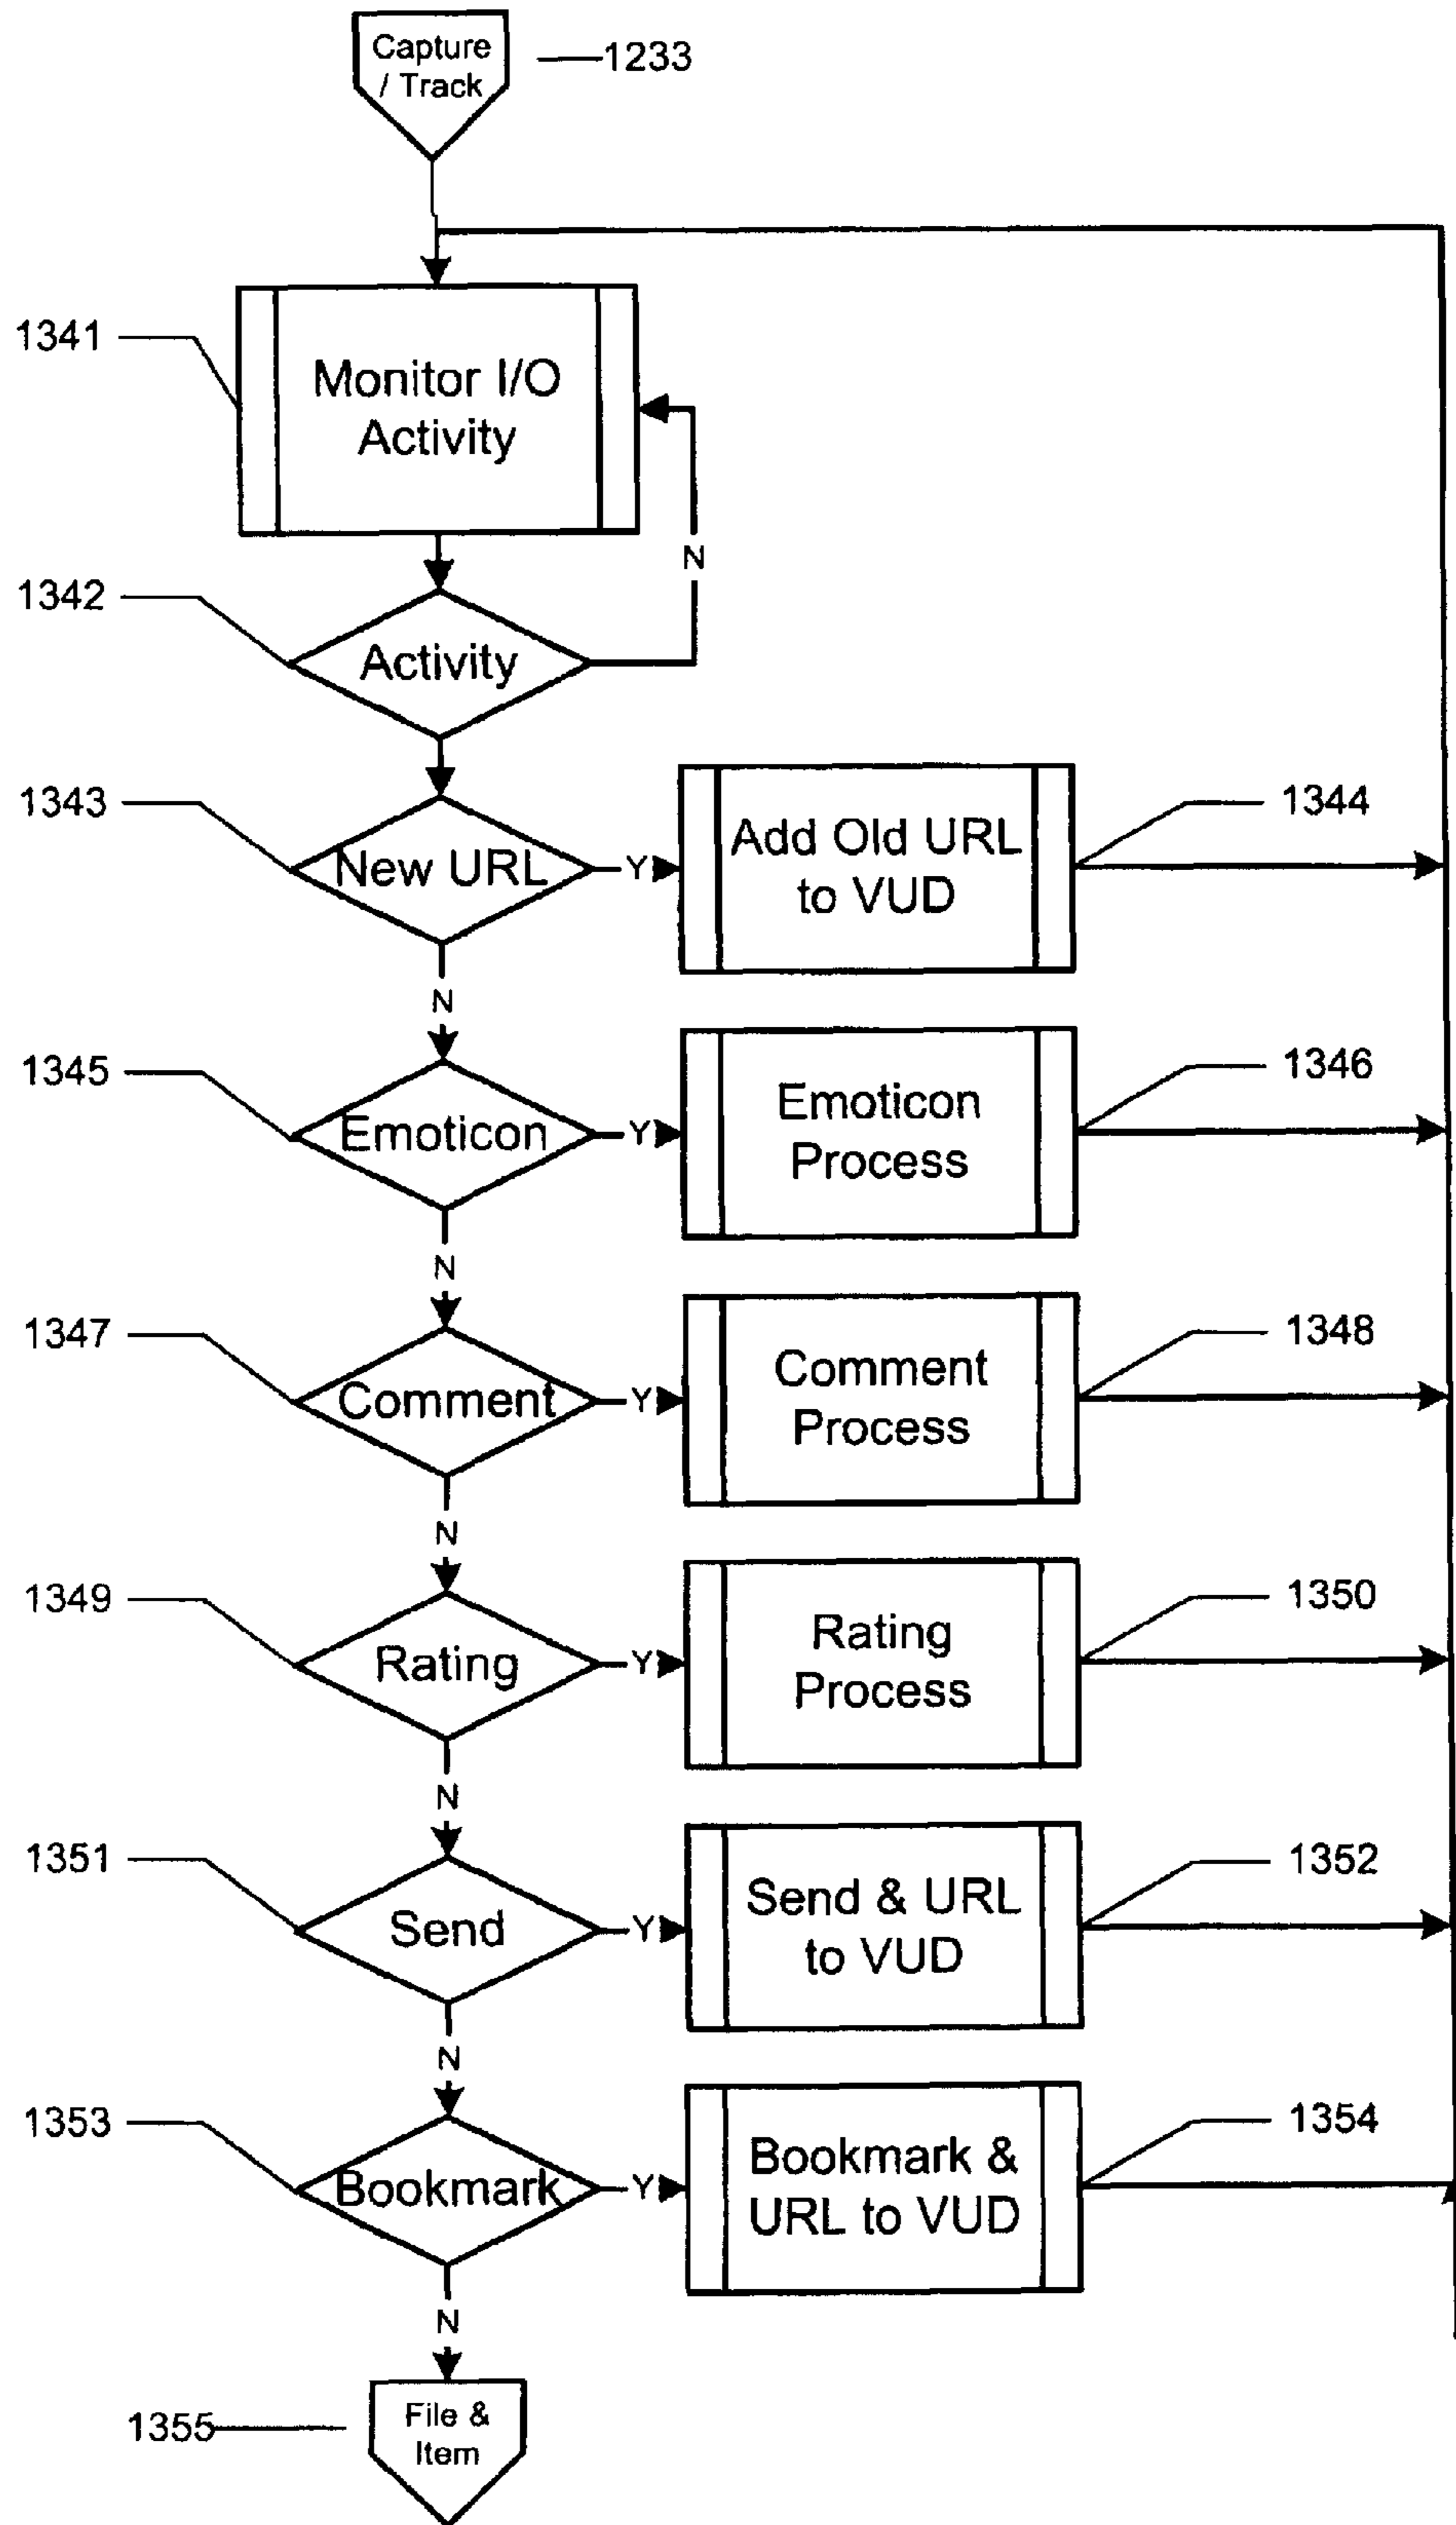 Capture
/ Track
1233
1341
Monitor I/O
Activity
N
1342
Activity
1343
New URL
Y
Add Old URL
to VUD
1344
N
1345
Emoticon
Y
Emoticon
Process
1346
N
1347
Comment
Y
Comment
Process
1348
N
1349
Rating
Y
Rating
Process
1350
N
1351
Send
Y
Send & URL
to VUD
1352
N
1353
Bookmark
Y
Bookmark &
URL to VUD
1354
N
1355
File &
Item